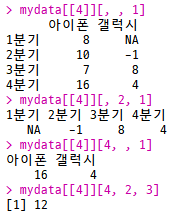 > mydata[[4]][, , 1]
아이폰 갤럭시
1분기 8 NA
2분기 10 -1
3분기 7 8
4분기 16 4
> mydata[[4]][, 2, 1]
1분기 2분기 3분기 4분기
NA -1 8 4
> mydata[[4]][4, , 1]
아이폰 갤럭시
16 4
> mydata[[4]][4, 2, 3]
[1] 12